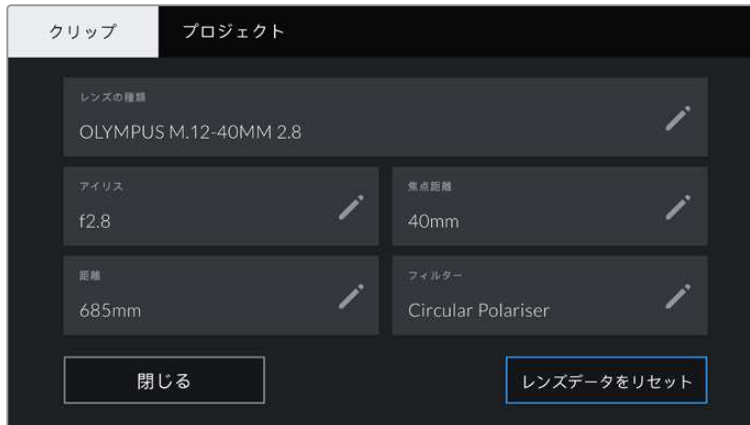 クリップ プロジェクト
レンズの種類
OLYMPUS M.12-40MM 2.8
アイリス
f2.8
焦点距離
40mm
距離
685mm
フィルター
Circular Polariser
閉じる
レンズデータをリセット